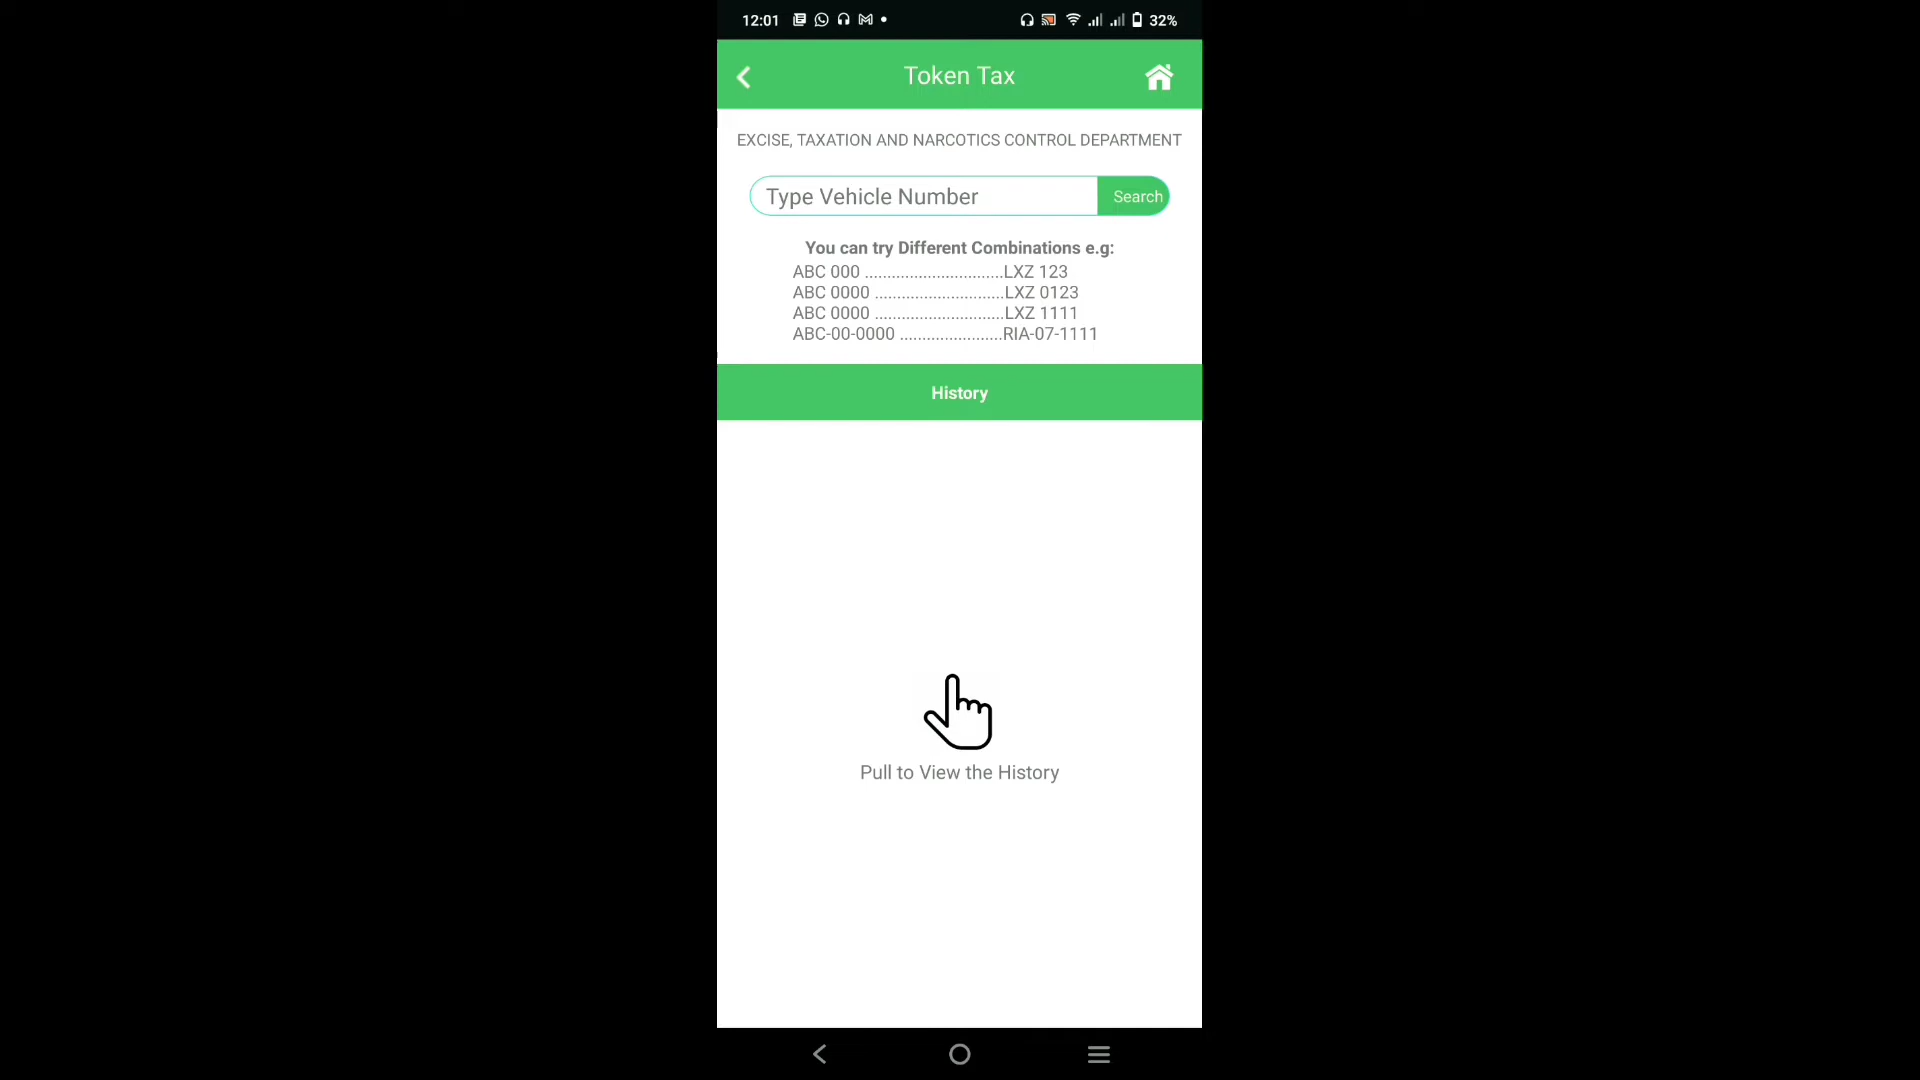 12:01 32%
Token Tax
EXCISE, TAXATION AND NARCOTICS CONTROL DEPARTMENT
Type Vehicle Number Search
You can try Different Combinations e.g:
ABC 000 ...............................LXZ 123
ABC 0000 .............................LXZ 0123
ABC 0000 .............................LXZ 1111
ABC-00-0000 .......................RIA-07-1111
History
Pull to View the History